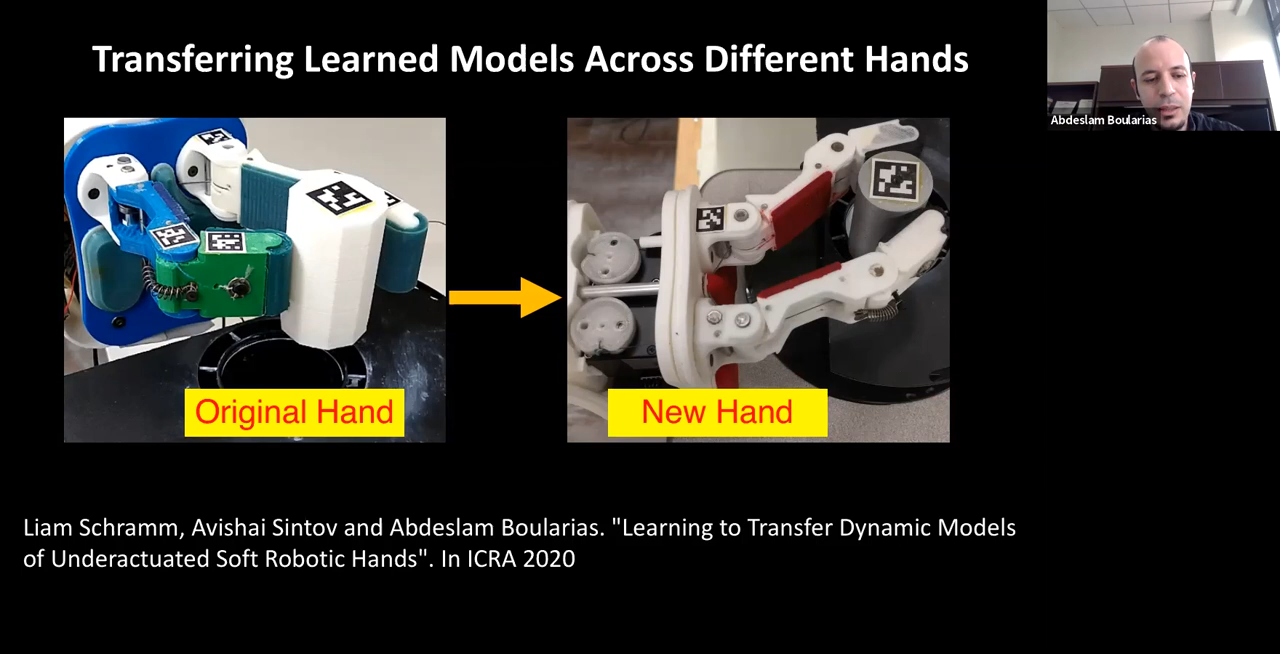 Transferring Learned Models Across Different Hands
Abdeslam Boularias
Original Hand
New Hand
Liam Schramm, Avishai Sintov and Abdeslam Boularias. "Learning to Transfer Dynamic Models
of Underactuated Soft Robotic Hands". In ICRA 2020